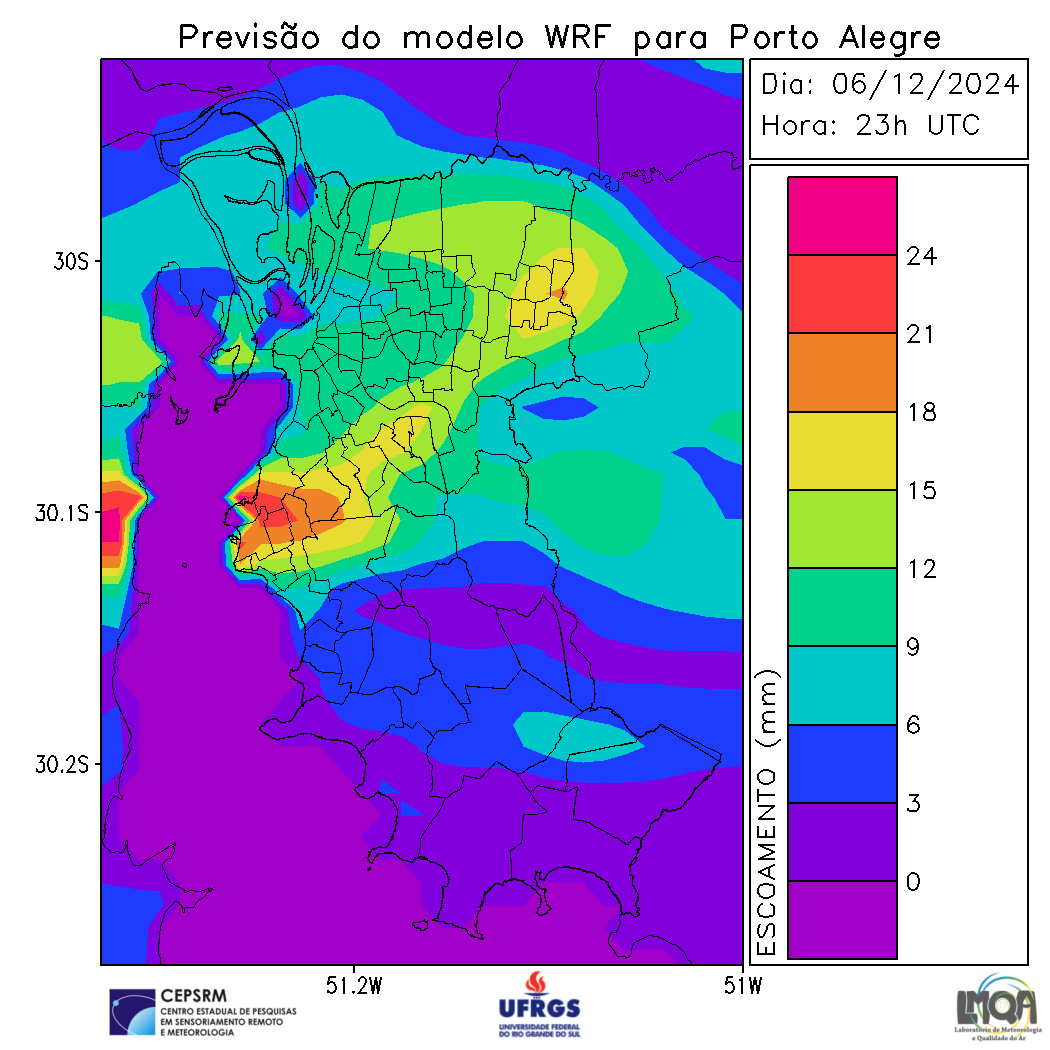 Previsão do modelo WRF para Porto Alegre
Dia: 06/12/2024
Hora: 23h UTC
30S
30.1S
30.2S
51.2W
51W
ESCOAMENTO (mm)
24
21
18
15
12
9
6
3
0
CEPSRM
CENTRO ESTADUAL DE PESQUISAS
EM SENSORIAMENTO REMOTO
E METEOROLOGIA
UFRGS
UNIVERSIDADE FEDERAL
DO RIO GRANDE DO SUL
LMQA
Laboratório de Meteorologia
e Qualidade do Ar